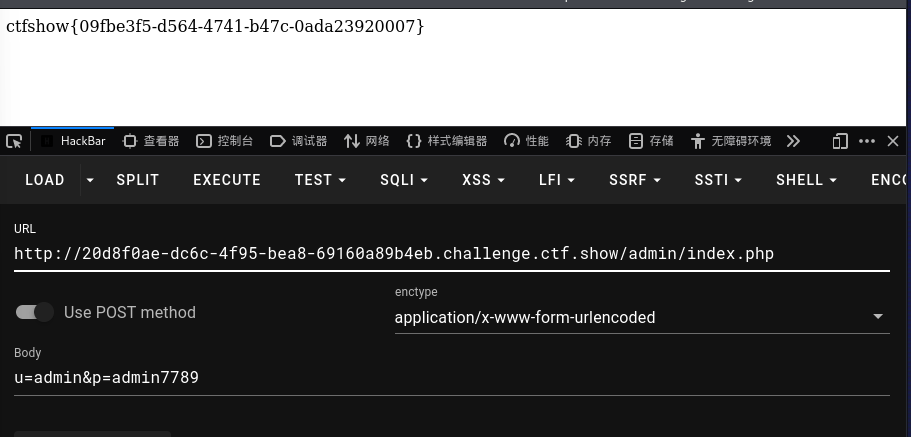 ctfshow{09fbe3f5-d564-4741-b47c-0ada23920007}
HackBar 查看器 控制台 调试器 网络 样式编辑器 性能 内存 存储 无障碍环境
LOAD SPLIT EXECUTE TEST SQLI XSS LFI SSRF SSTI SHELL ENCO
URL
http://20d8f0ae-dc6c-4f95-bea8-69160a89b4eb.challenge.ctf.show/admin/index.php
Use POST method
enctype
application/x-www-form-urlencoded
Body
u=admin&p=admin7789